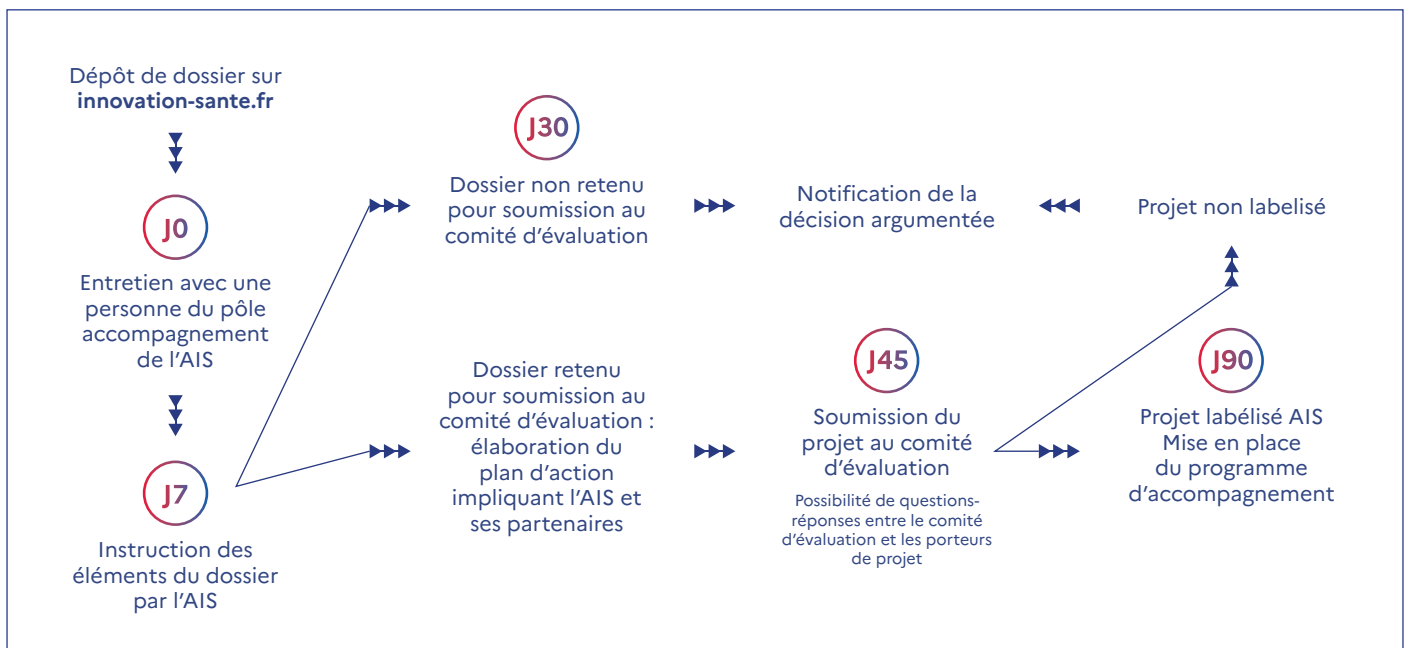 Dépôt de dossier sur
innovation-sante.fr
J0
Entretien avec une
personne du pôle
accompagnement
de l'AIS
J7
Instruction des
éléments du dossier
par l'AIS
J30
Dossier non retenu
pour soumission au
comité d'évaluation
Dossier retenu
pour soumission au
comité d'évaluation :
élaboration du
plan d'action
impliquant l'AIS et
ses partenaires
Notification de la
décision argumentée
J45
Soumission du
projet au comité
d'évaluation
Possibilité de questions-
réponses entre le comité
d'évaluation et les porteurs
de projet
Projet non labelisé
J90
Projet labélisé AIS
Mise en place
du programme
d'accompagnement